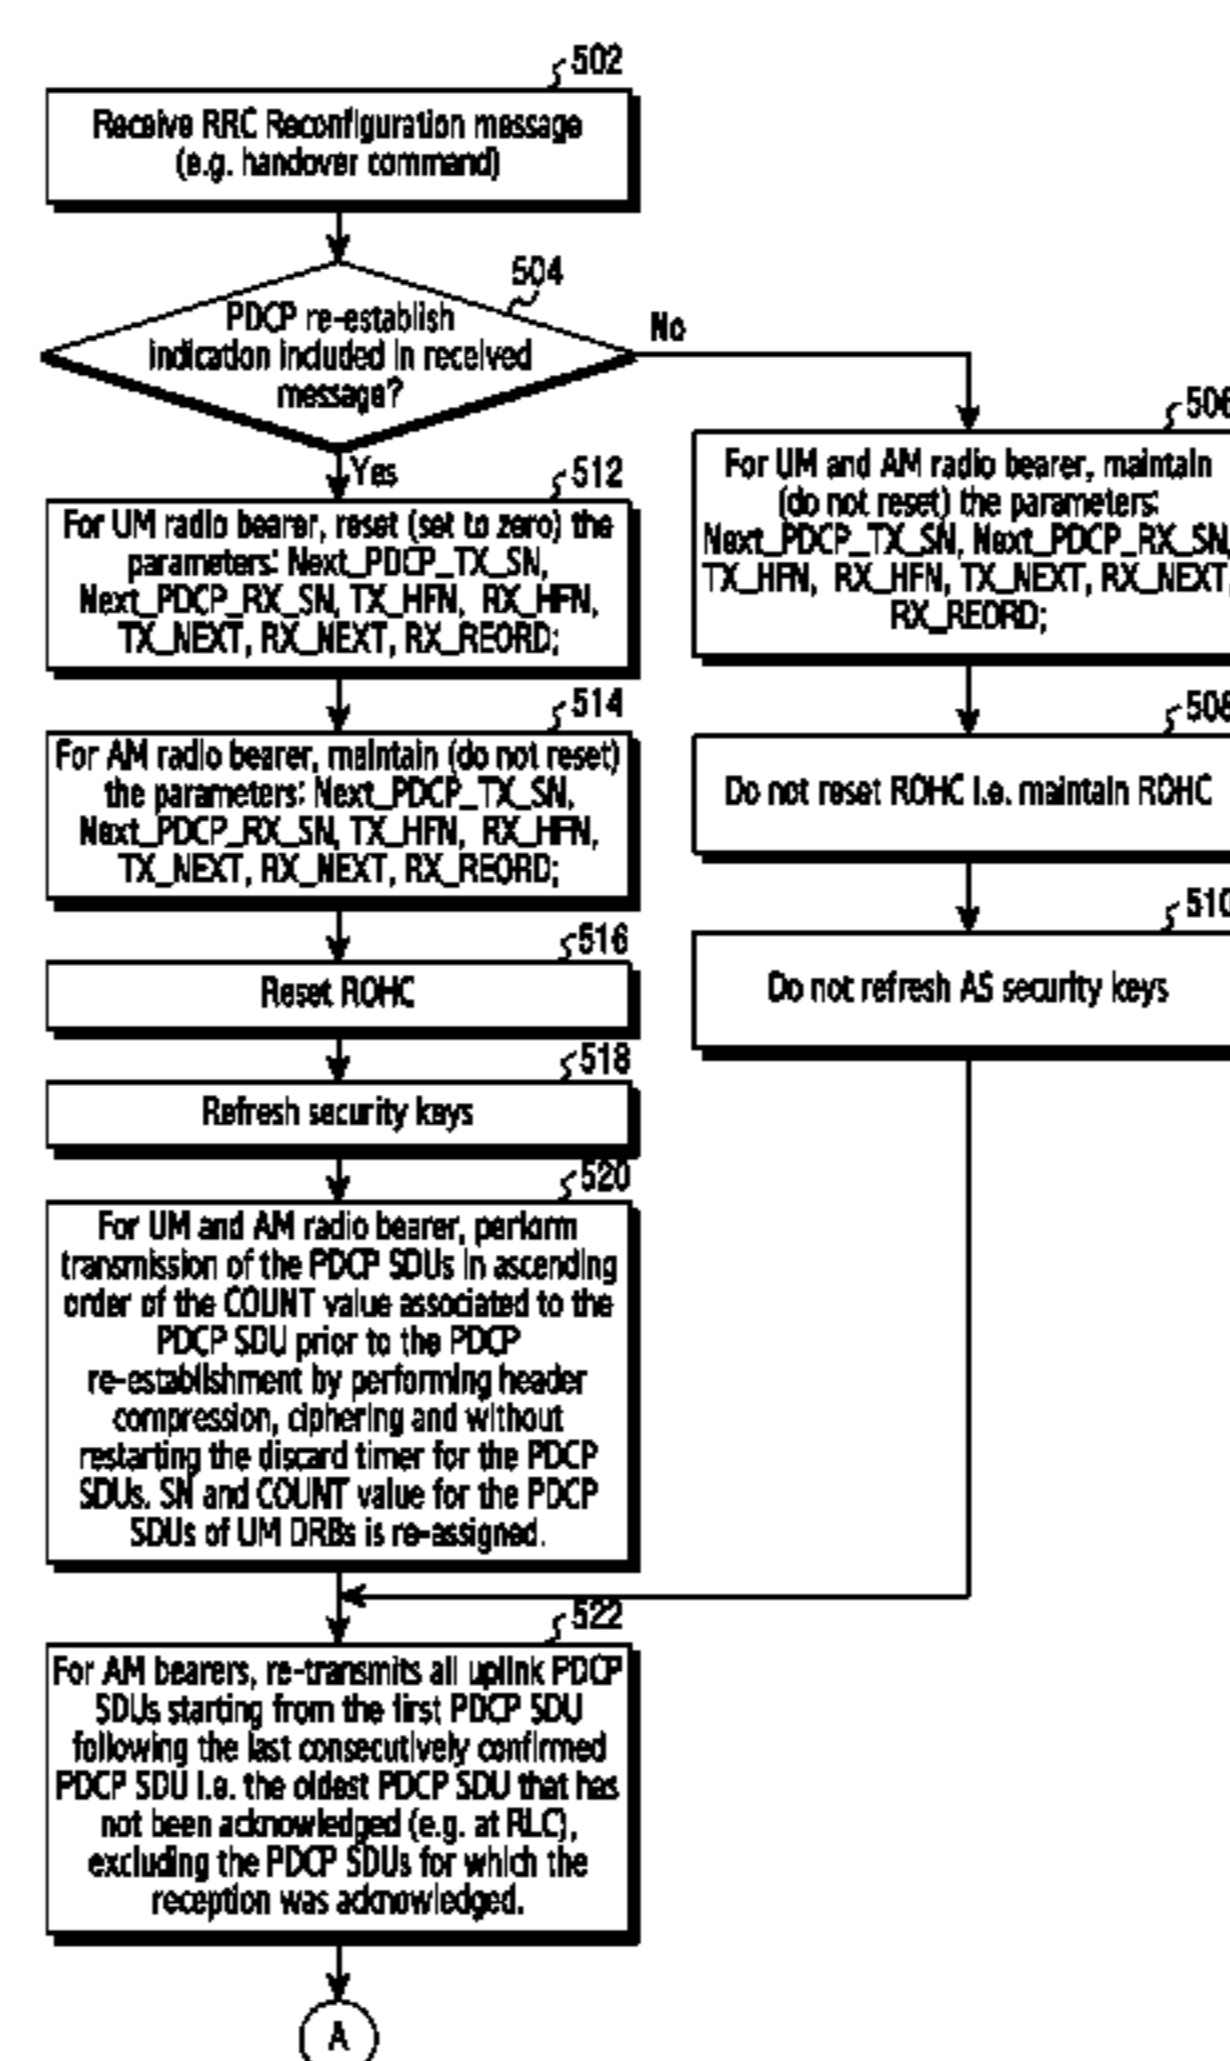 502
Receive RRC Reconfiguration message
(e.g. handover command)
504
PDCP re-establish
indication included in received
message?
No
Yes
506
For UM and AM radio bearer, maintain
(do not reset) the parameters:
Next_PDCP_TX_SN, Next_PDCP_RX_SN,
TX_HFN, RX_HFN, TX_NEXT, RX_NEXT,
RX_REORD;
508
Do not reset ROHC i.e. maintain ROHC
510
Do not refresh AS security keys
512
For UM radio bearer, reset (set to zero) the
parameters: Next_PDCP_TX_SN,
Next_PDCP_RX_SN, TX_HFN, RX_HFN,
TX_NEXT, RX_NEXT, RX_REORD;
514
For AM radio bearer, maintain (do not reset)
the parameters: Next_PDCP_TX_SN,
Next_PDCP_RX_SN, TX_HFN, RX_HFN,
TX_NEXT, RX_NEXT, RX_REORD;
516
Reset ROHC
518
Refresh security keys
520
For UM and AM radio bearer, perform
transmission of the PDCP SDUs in ascending
order of the COUNT value associated to the
PDCP SDU prior to the PDCP
re-establishment by performing header
compression, ciphering and without
restarting the discard timer for the PDCP
SDUs. SN and COUNT value for the PDCP
SDUs of UM DRBs is re-assigned.
522
For AM bearers, re-transmits all uplink PDCP
SDUs starting from the first PDCP SDU
following the last consecutively confirmed
PDCP SDU i.e. the oldest PDCP SDU that has
not been acknowledged (e.g. at RLC),
excluding the PDCP SDUs for which the
reception was acknowledged.
A